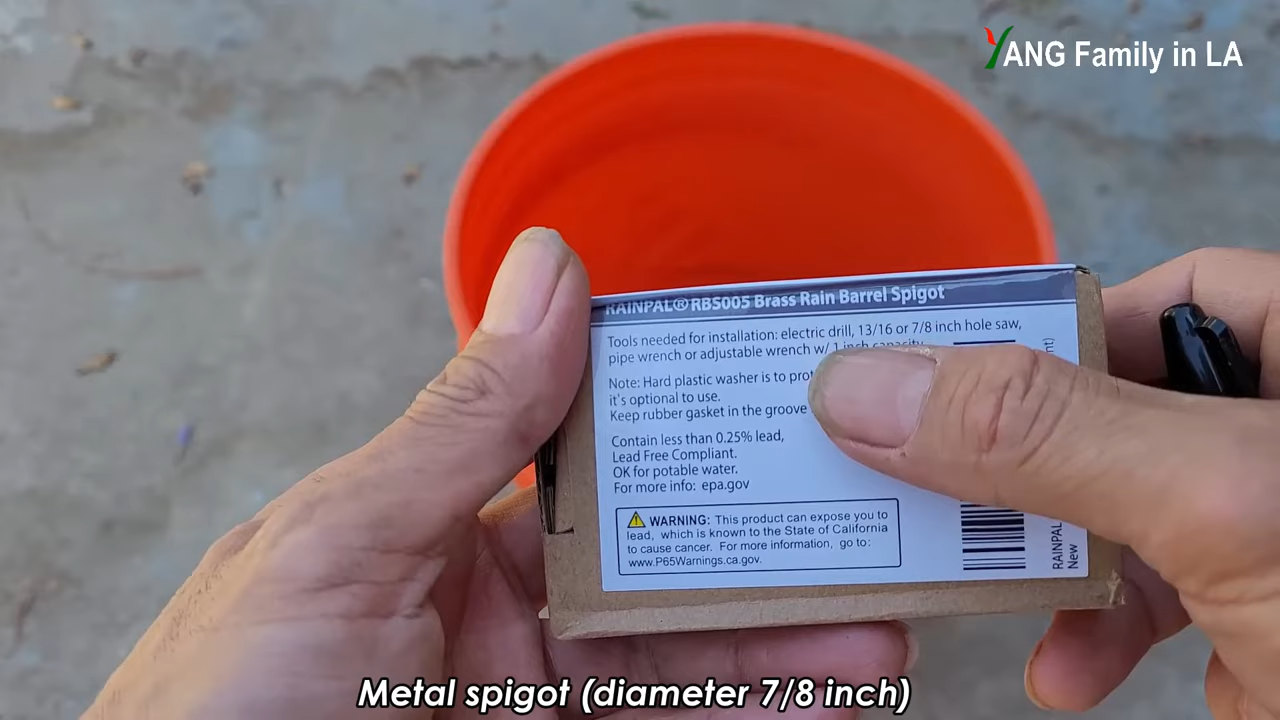 YANG Family in LA
RAINPAL® RBS005 Brass Rain Barrel Spigot
Tools needed for installation: electric drill, 13/16 or 7/8 inch hole saw,
pipe wrench or adjustable wrench w/ 1 inch capacity
Note: Hard plastic washer is to
it's optional to use.
Keep rubber gasket in the groove
Contain less than 0.25% lead,
Lead Free Compliant.
OK for potable water.
For more info: epa.gov
WARNING: This product can expose you to
lead, which is known to the State of California
to cause cancer. For more information, go to:
www.P65Warnings.ca.gov.
RAINPAL
New
Metal spigot (diameter 7/8 inch)